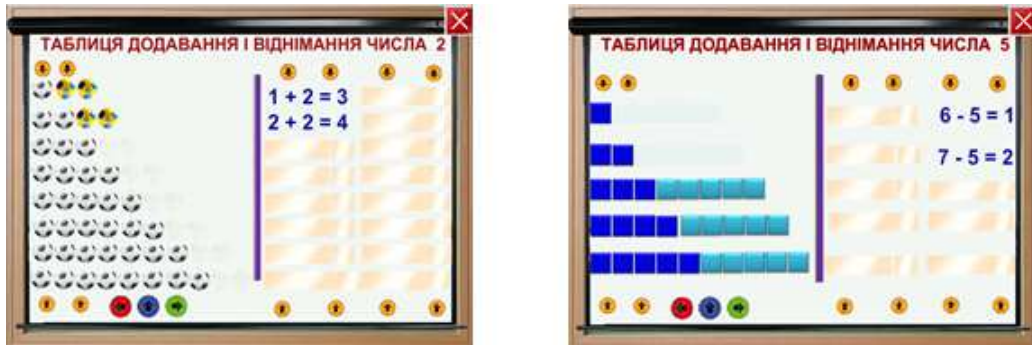 ТАБЛИЦЯ ДОДАВАННЯ І ВІДНІМАННЯ ЧИСЛА 2
1 + 2 = 3
2 + 2 = 4
ТАБЛИЦЯ ДОДАВАННЯ І ВІДНІМАННЯ ЧИСЛА 5
6 - 5 = 1
7 - 5 = 2